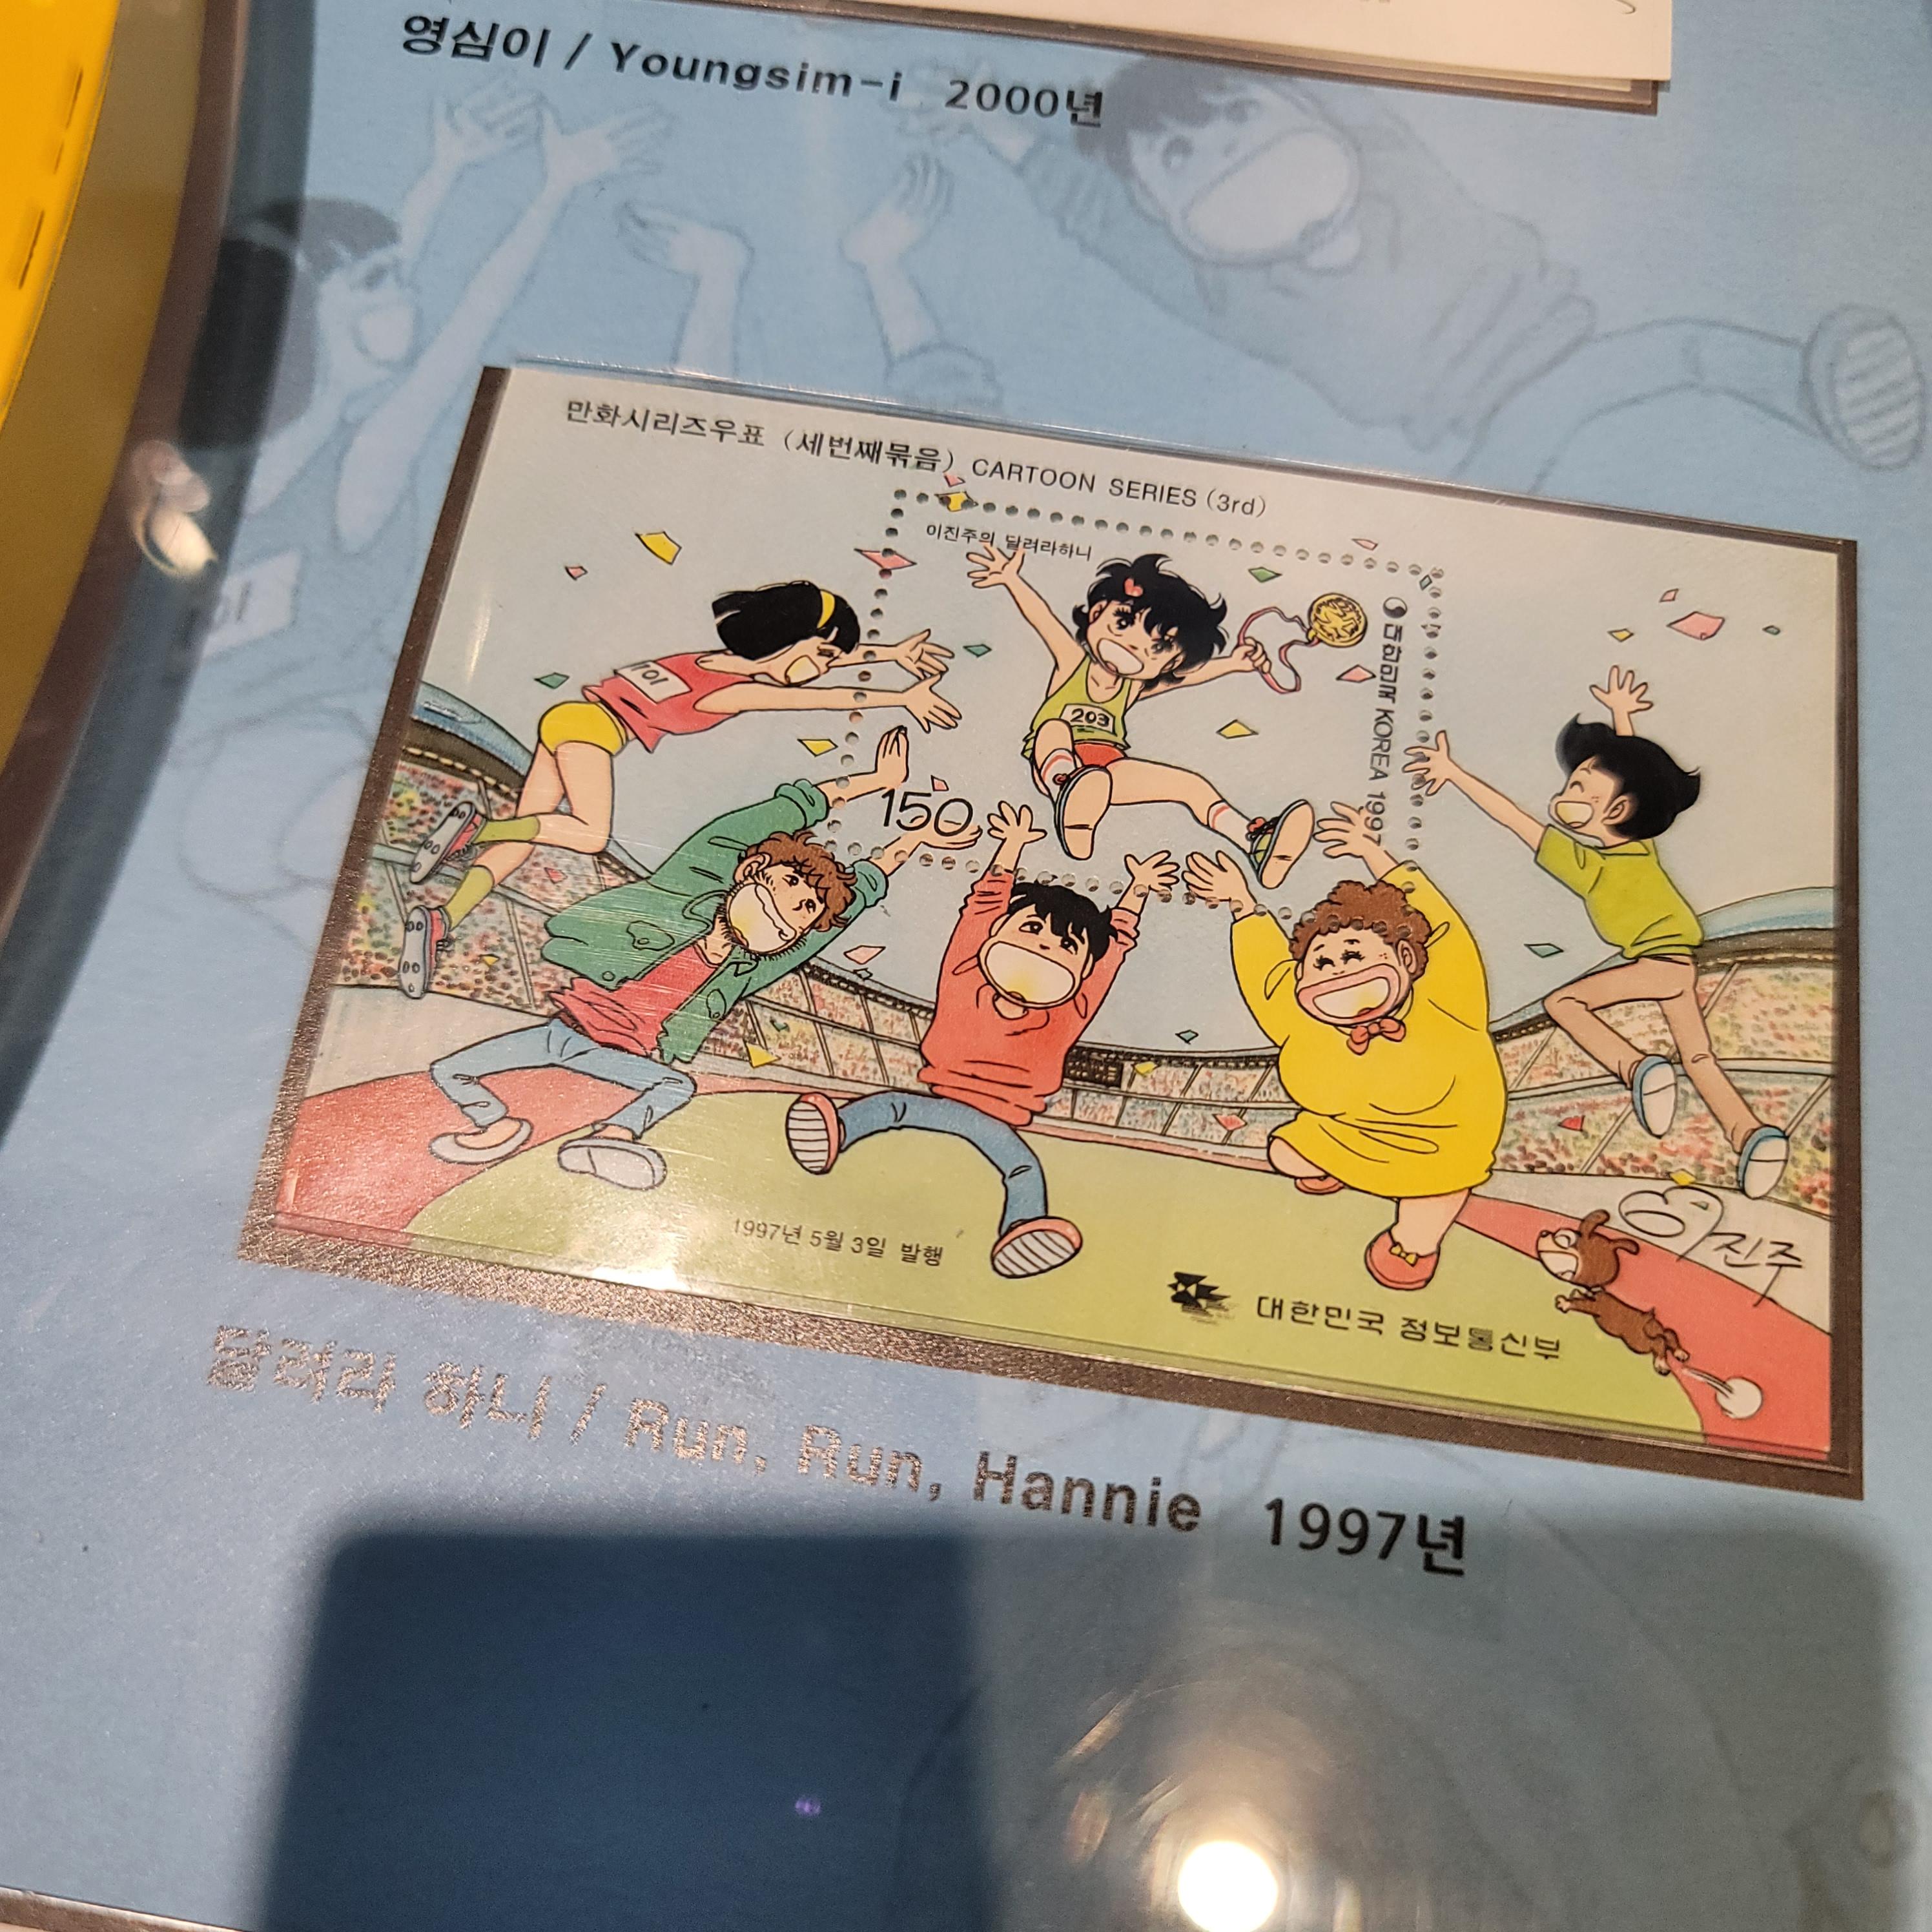 영심이 / Youngsim-i 2000년
만화시리즈우표 (세번째묶음) CARTOON SERIES (3rd)
이진주의 달려라하니
대한민국 KOREA 1997
203
150
1997년 5월 3일 발행
대한민국 정보통신부
이진주
달려라 하니 / Run, Run, Hannie 1997년